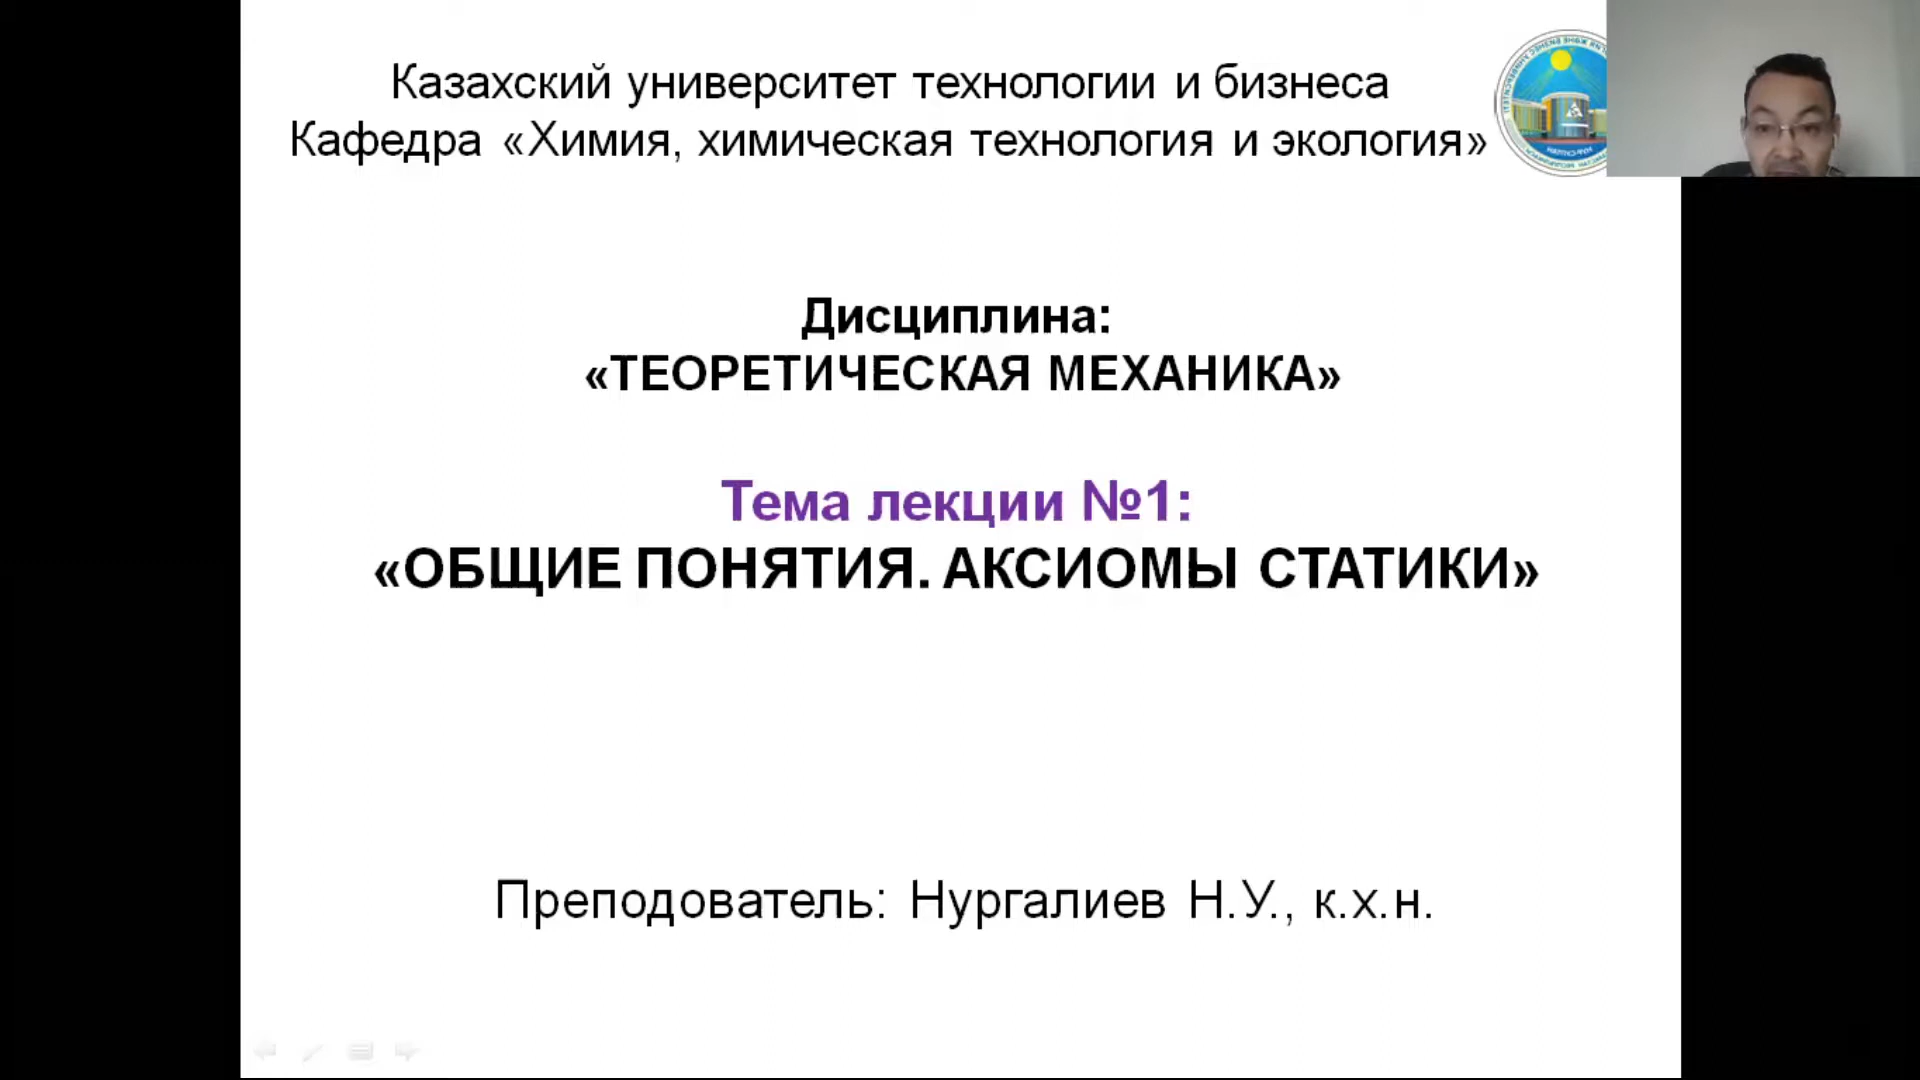 Казахский университет технологии и бизнеса
Кафедра «Химия, химическая технология и экология»
Дисциплина:
«ТЕОРЕТИЧЕСКАЯ МЕХАНИКА»
Тема лекции №1:
«ОБЩИЕ ПОНЯТИЯ. АКСИОМЫ СТАТИКИ»
Преподователь: Нургалиев Н.У., к.х.н.